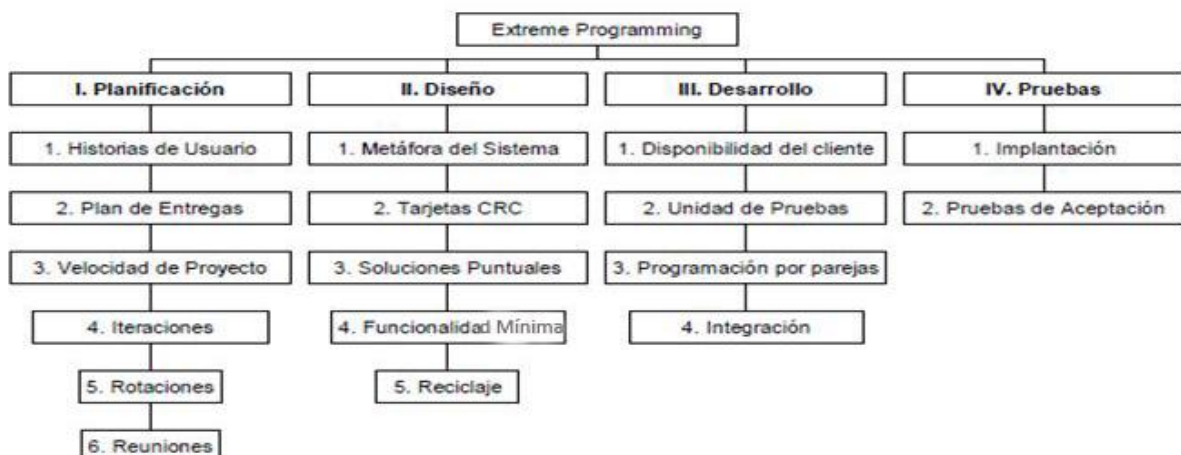 Extreme Programming
I. Planificación
1. Historias de Usuario
2. Plan de Entregas
3. Velocidad de Proyecto
4. Iteraciones
5. Rotaciones
6. Reuniones
II. Diseño
1. Metáfora del Sistema
2. Tarjetas CRC
3. Soluciones Puntuales
4. Funcionalidad Mínima
5. Reciclaje
III. Desarrollo
1. Disponibilidad del cliente
2. Unidad de Pruebas
3. Programación por parejas
4. Integración
IV. Pruebas
1. Implantación
2. Pruebas de Aceptación